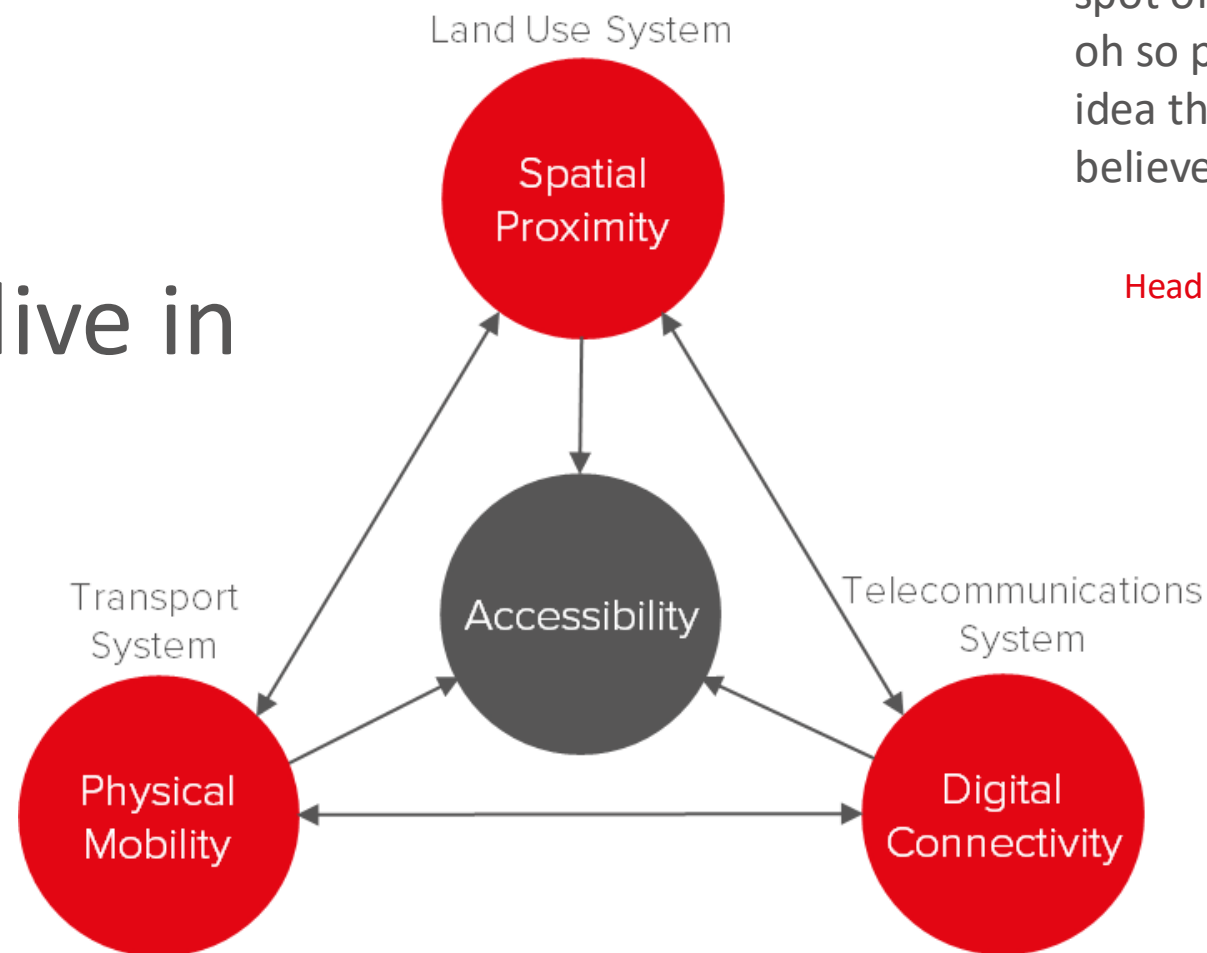 Land Use System
spot o
oh so p
idea th
believe
Head
Spatial
Proximity
live in
Accessibility
Transport
System
Telecommunications
System
Physical
Mobility
Digital
Connectivity